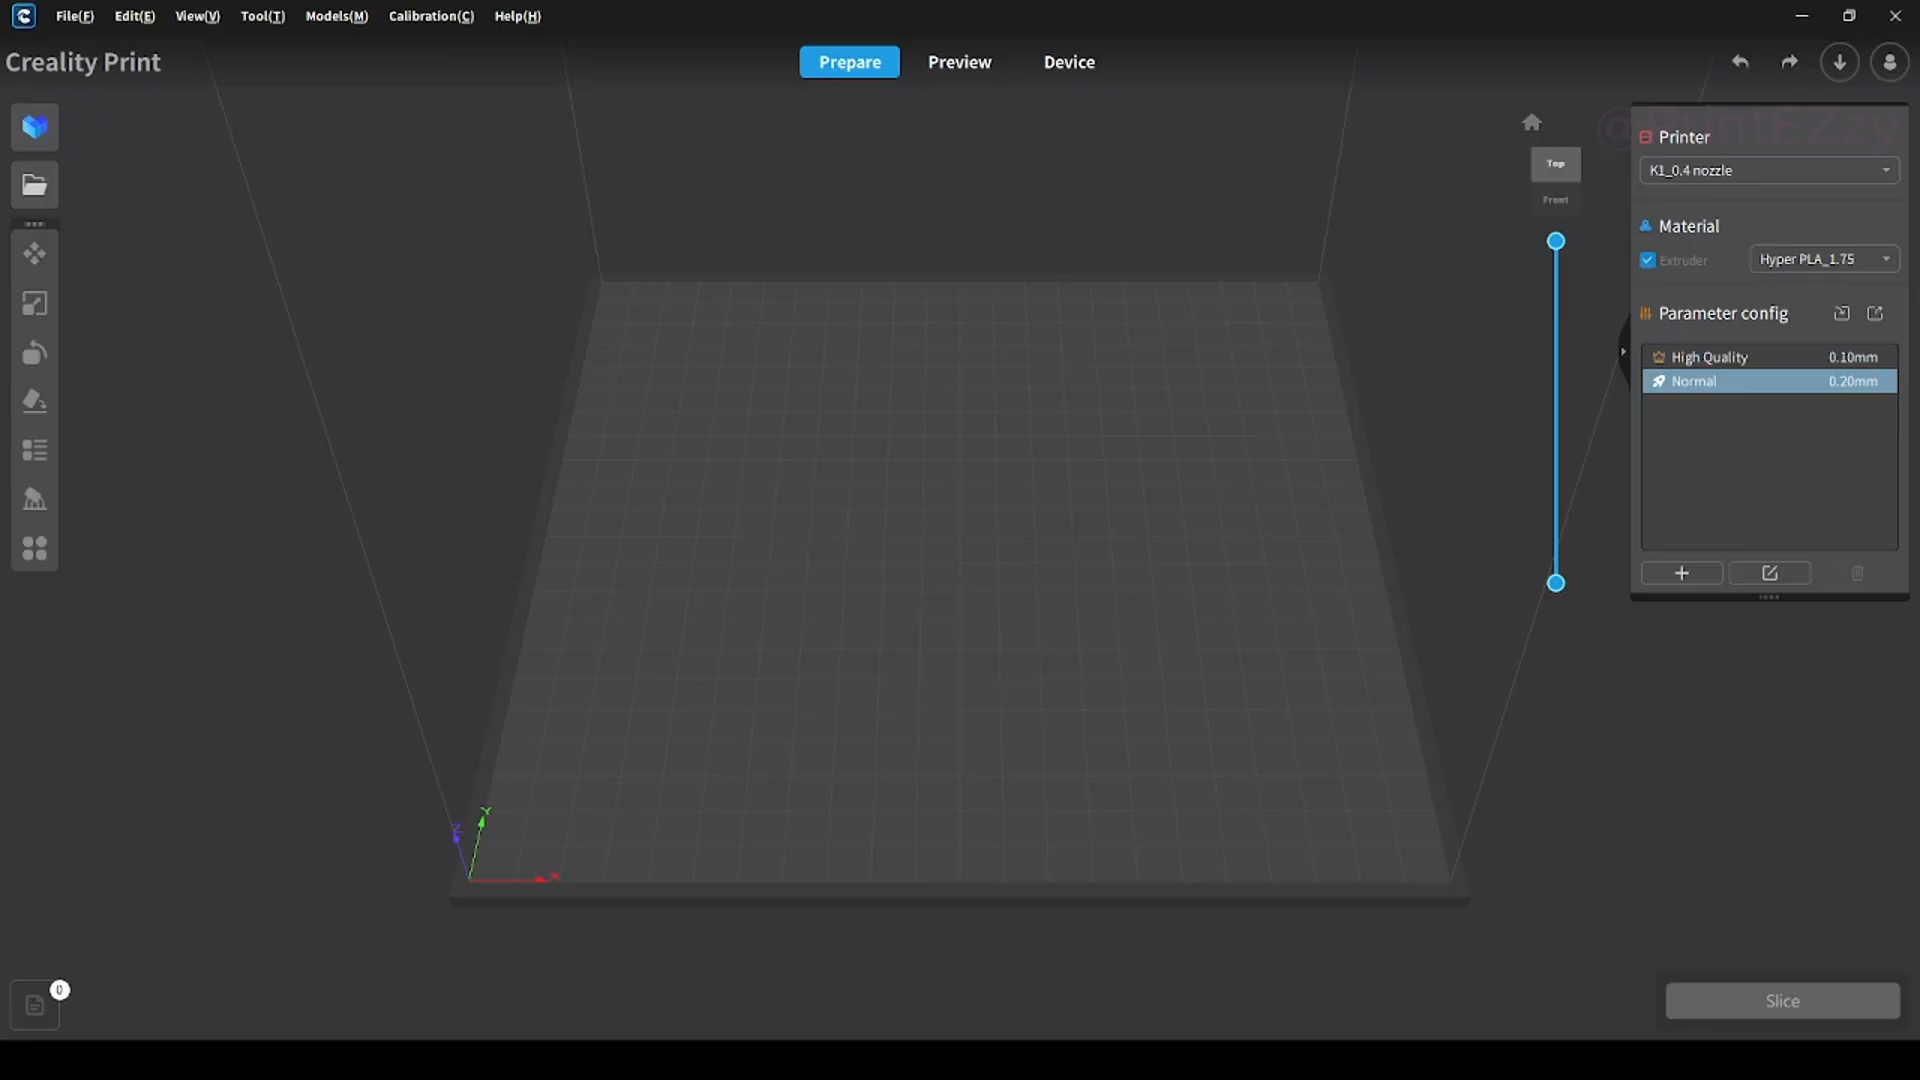 File(F) Edit(E) View(V) Tool(T) Models(M) Calibration(C) Help(H)
Creality Print
Prepare Preview Device
@PrintEZzy
Printer
K1_0.4 nozzle
Top
Front
Material
Extruder Hyper PLA_1.75
Parameter config
High Quality 0.10mm
Normal 0.20mm
Z
Y
X
0
Slice